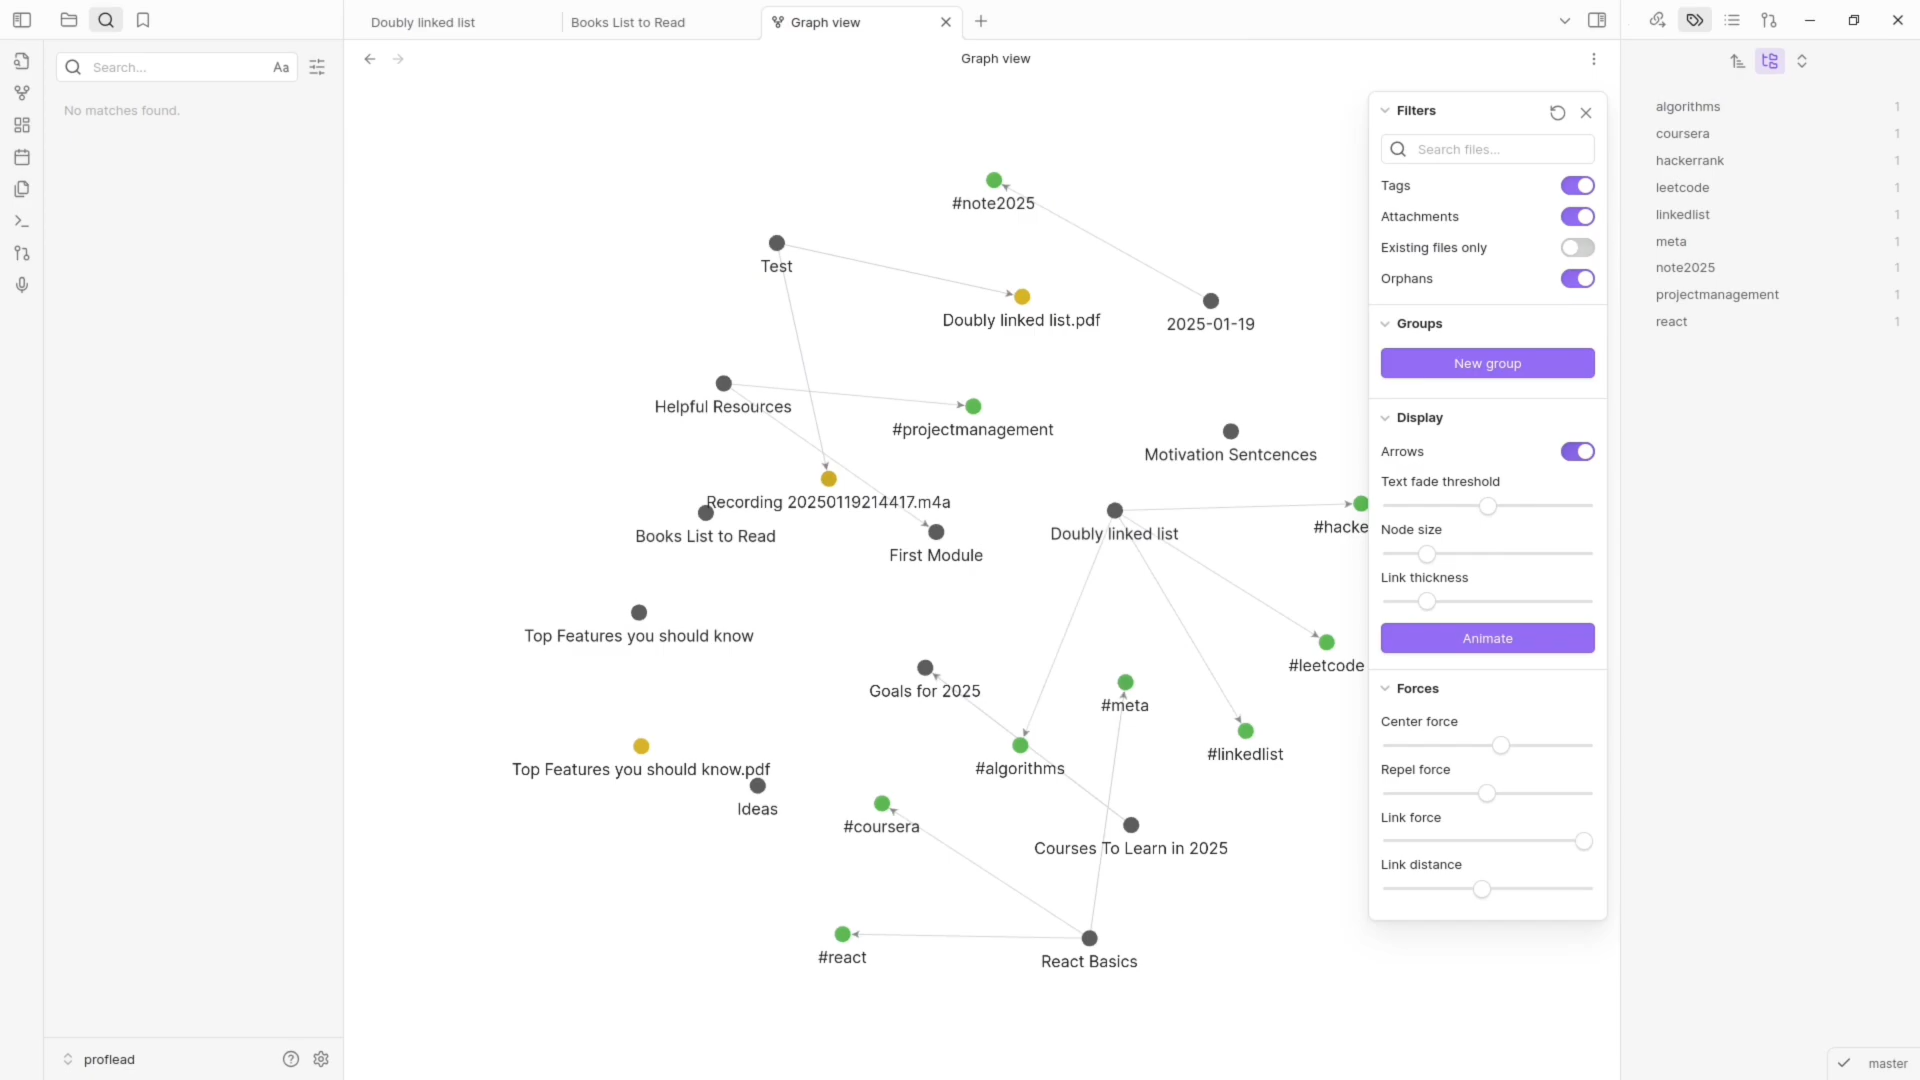 Doubly linked list
Books List to Read
Graph view
Search...
Aa
No matches found.
Graph view
#note2025
Test
Doubly linked list.pdf
2025-01-19
Helpful Resources
#projectmanagement
Motivation Sentcences
Recording 20250119214417.m4a
Books List to Read
First Module
Doubly linked list
#hacke
Top Features you should know
#leetcode
Goals for 2025
#meta
#linkedlist
Top Features you should know.pdf
#algorithms
Ideas
#coursera
Courses To Learn in 2025
#react
React Basics
Filters
Search files...
Tags
Attachments
Existing files only
Orphans
Groups
New group
Display
Arrows
Text fade threshold
Node size
Link thickness
Animate
Forces
Center force
Repel force
Link force
Link distance
algorithms 1
coursera 1
hackerrank 1
leetcode 1
linkedlist 1
meta 1
note2025 1
projectmanagement 1
react 1
proflead
master